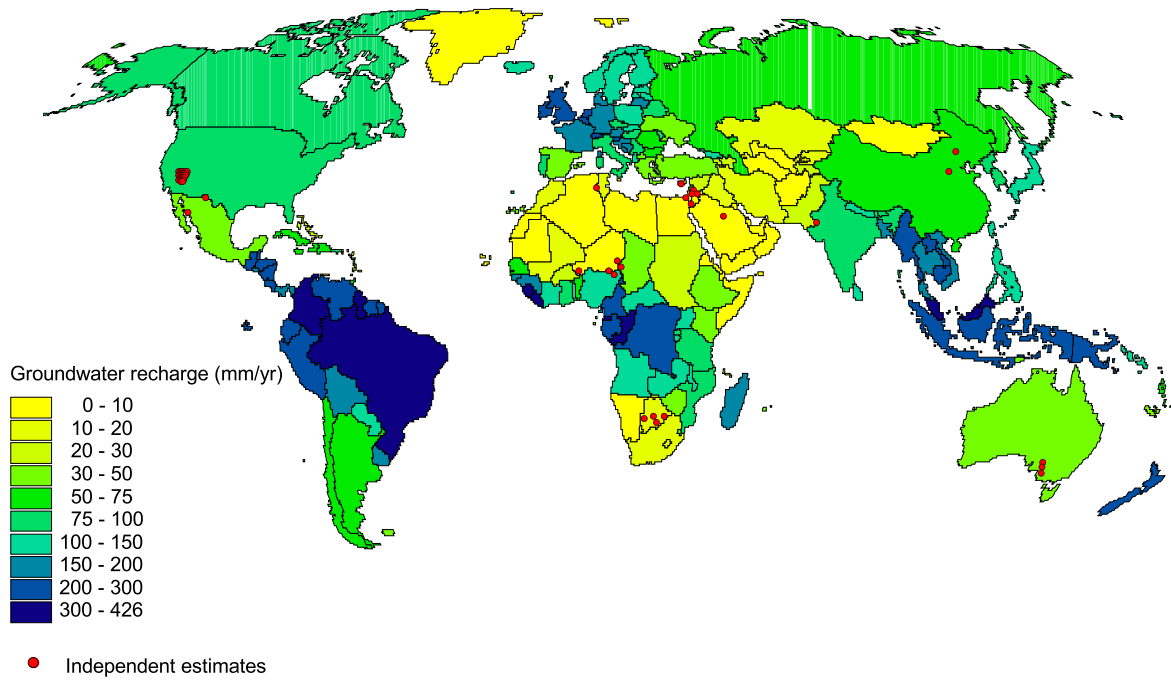 Groundwater recharge (mm/yr)
0 - 10
10 - 20
20 - 30
30 - 50
50 - 75
75 - 100
100 - 150
150 - 200
200 - 300
300 - 426
Independent estimates